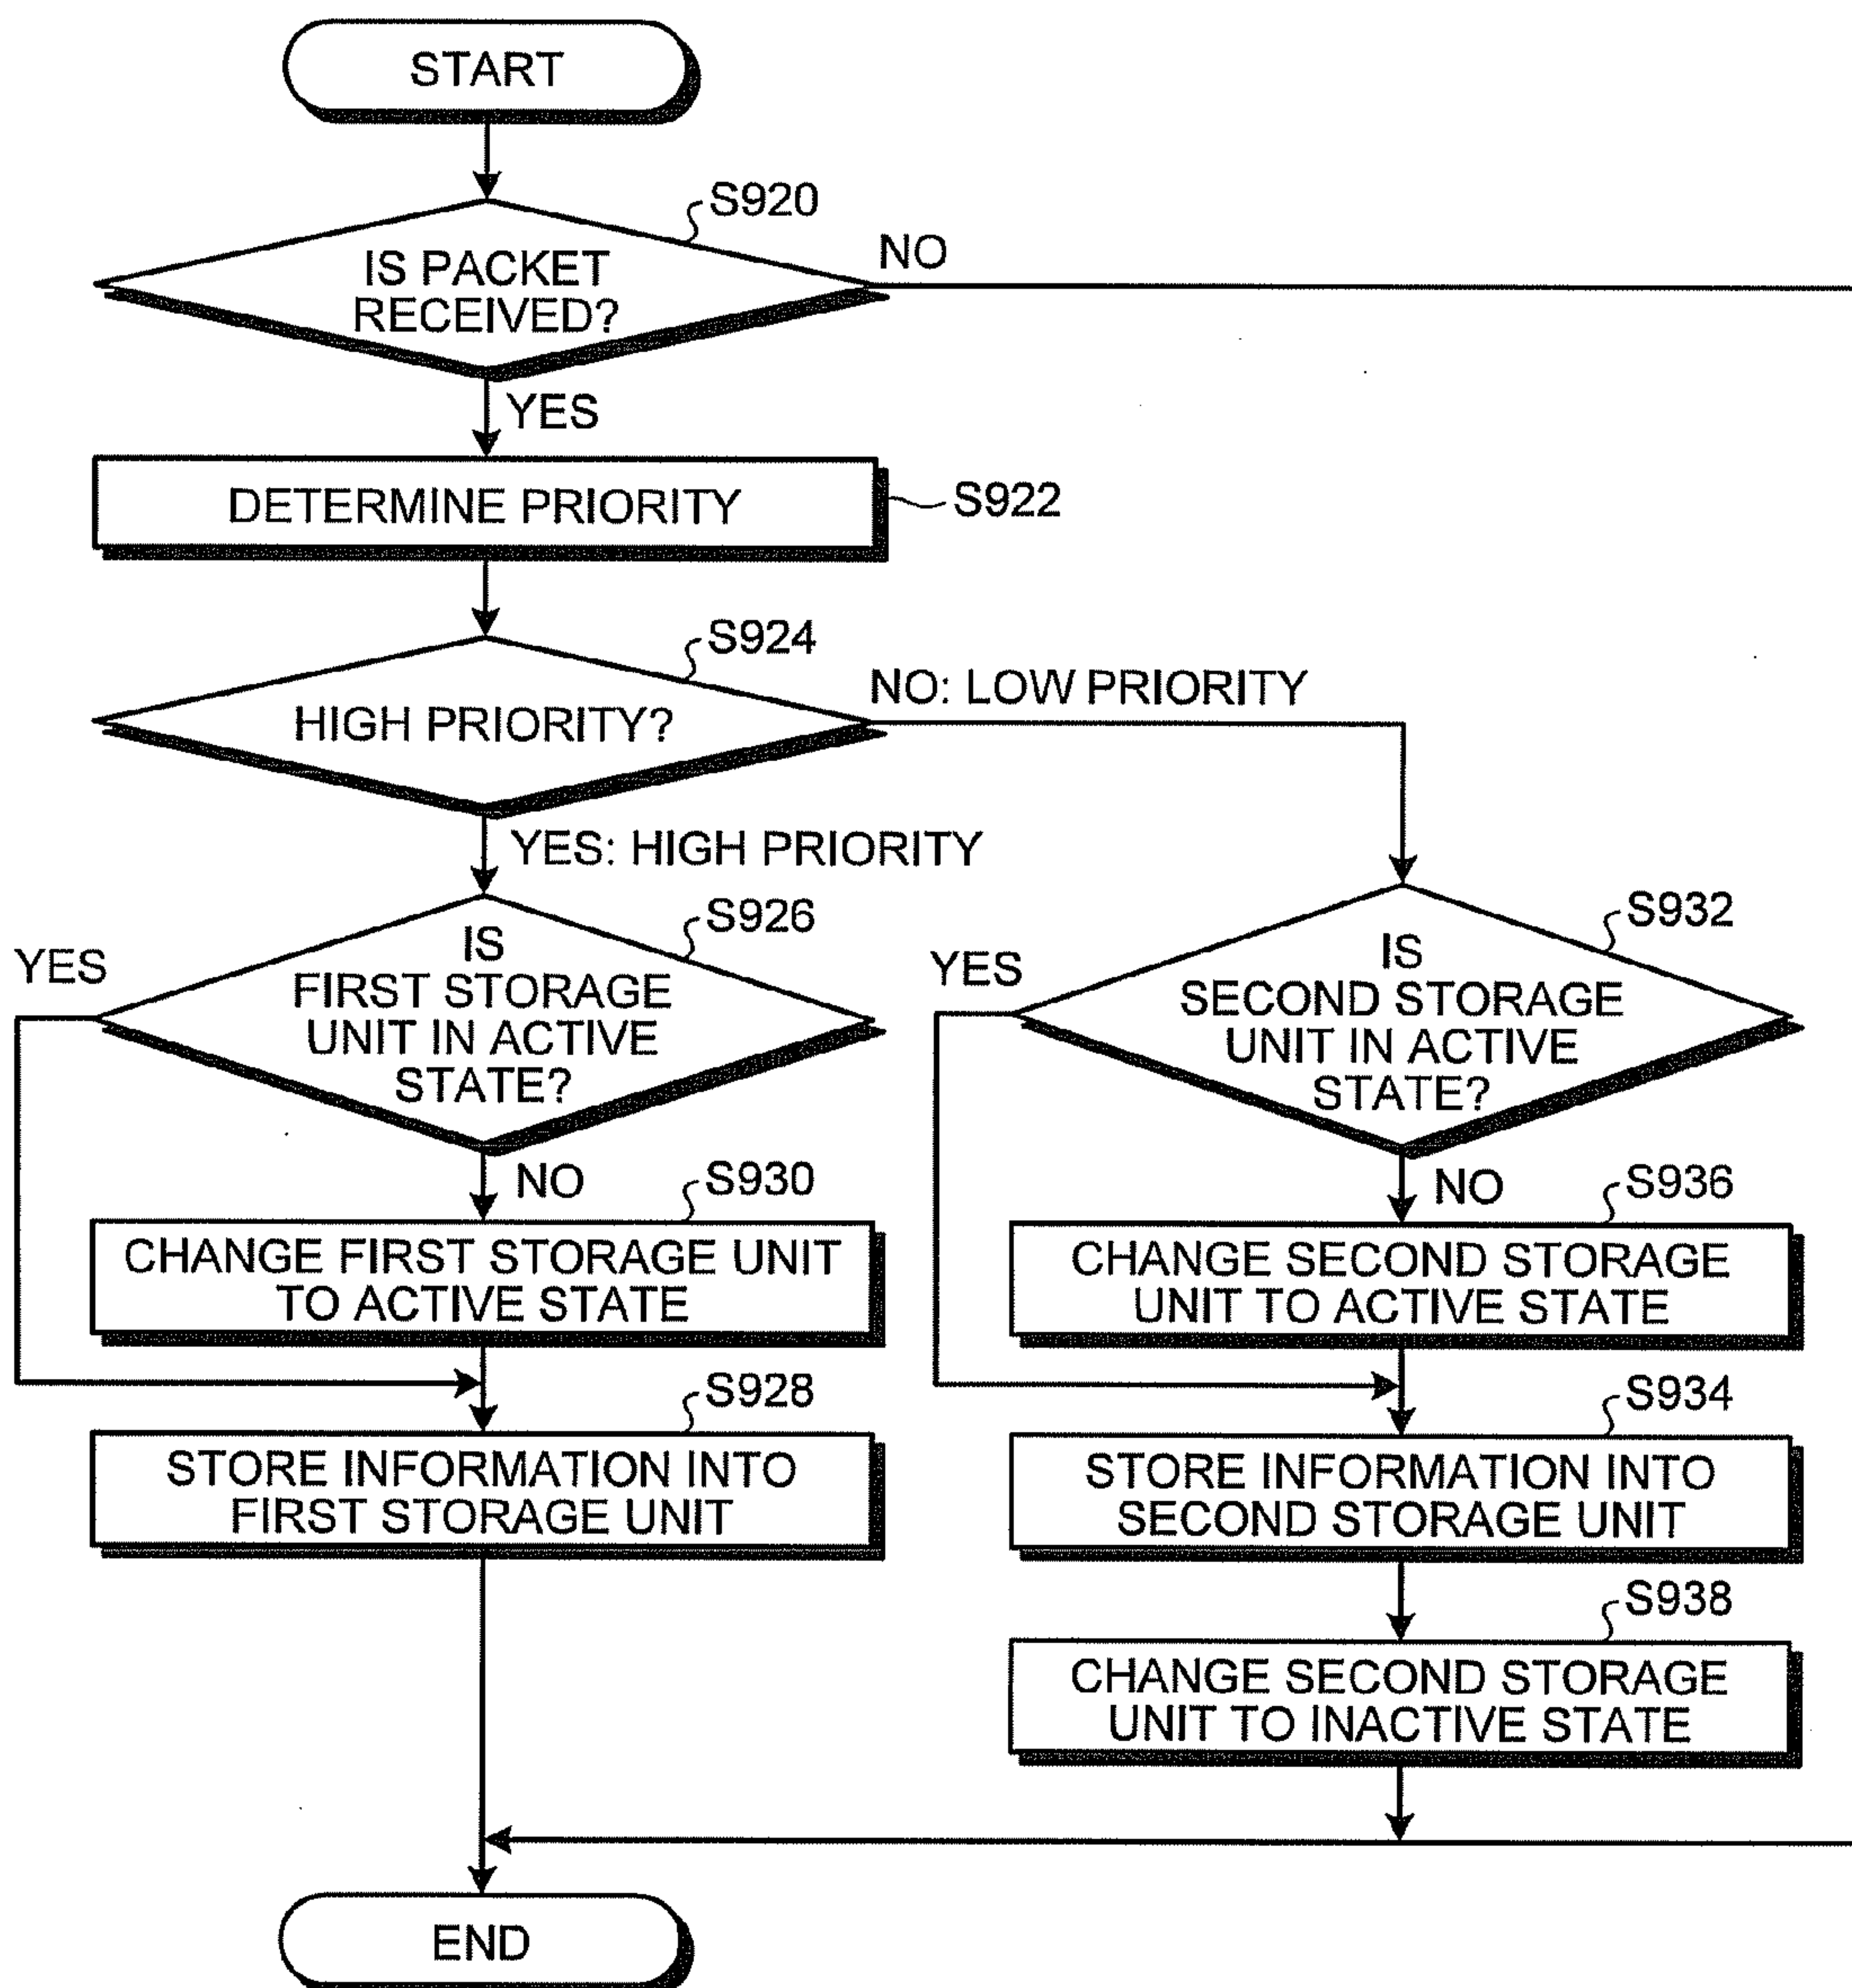 START
S920
IS PACKET
RECEIVED?
NO
YES
DETERMINE PRIORITY
S922
S924
HIGH PRIORITY?
NO: LOW PRIORITY
YES: HIGH PRIORITY
S926
YES
IS
FIRST STORAGE
UNIT IN ACTIVE
STATE?
NO
S930
CHANGE FIRST STORAGE UNIT
TO ACTIVE STATE
S928
STORE INFORMATION INTO
FIRST STORAGE UNIT
S932
YES
IS
SECOND STORAGE
UNIT IN ACTIVE
STATE?
NO
S936
CHANGE SECOND STORAGE
UNIT TO ACTIVE STATE
S934
STORE INFORMATION INTO
SECOND STORAGE UNIT
S938
CHANGE SECOND STORAGE
UNIT TO INACTIVE STATE
END